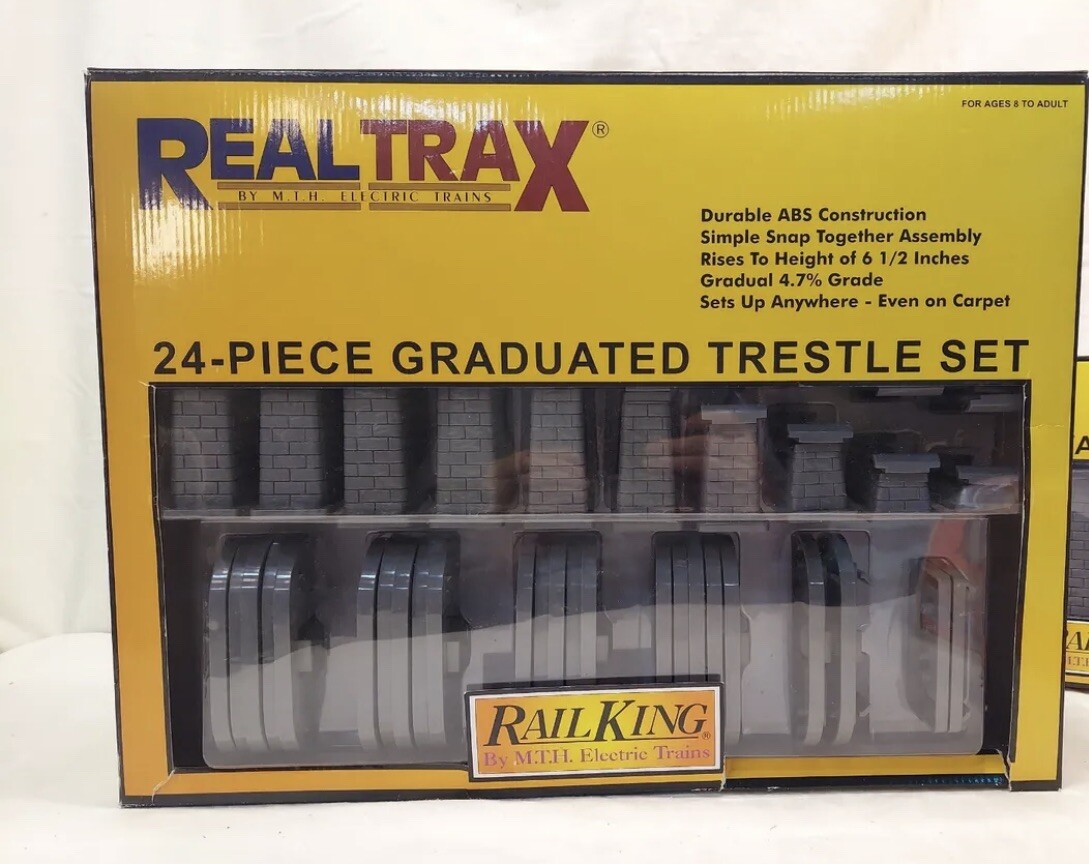 FOR AGES 8 TO ADULT
REALTRAX®
BY M.T.H. ELECTRIC TRAINS
Durable ABS Construction
Simple Snap Together Assembly
Rises To Height of 6 1/2 Inches
Gradual 4.7% Grade
Sets Up Anywhere - Even on Carpet
24-PIECE GRADUATED TRESTLE SET
RAILKING®
By M.T.H. Electric Trains